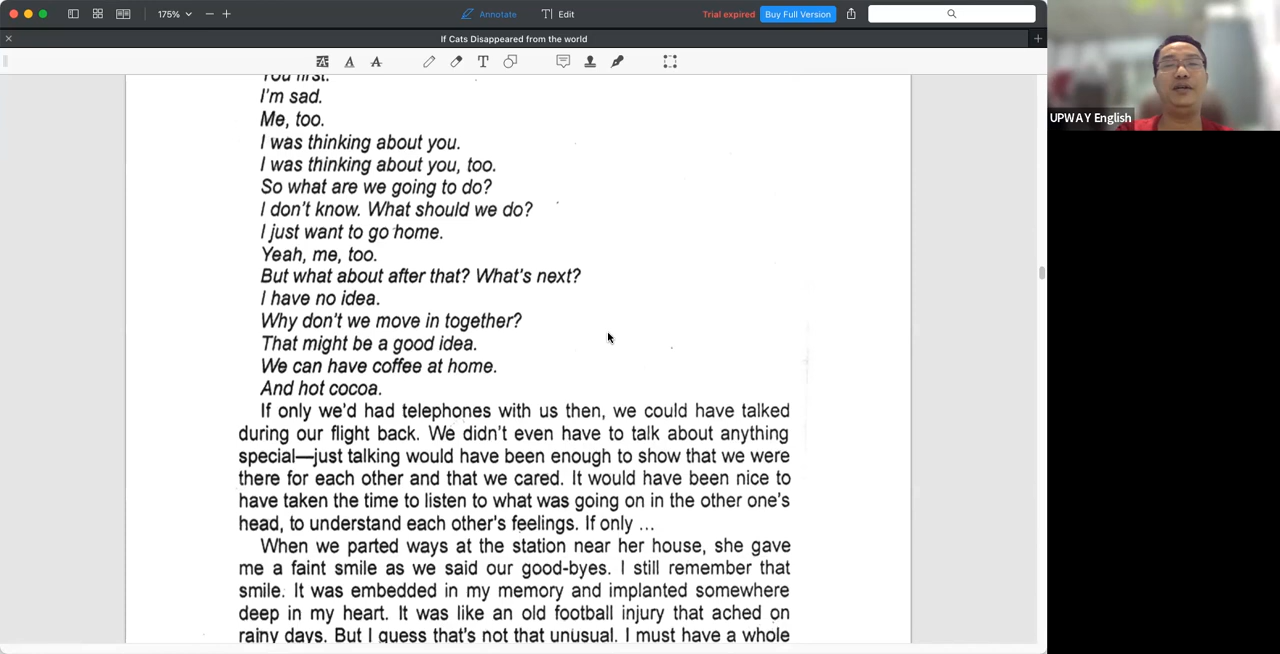 175%
Annotate
Edit
Trial expired
Buy Full Version
If Cats Disappeared from the world
You first.
I'm sad.
Me, too.
I was thinking about you.
I was thinking about you, too.
So what are we going to do?
I don't know. What should we do?
I just want to go home.
Yeah, me, too.
But what about after that? What's next?
I have no idea.
Why don't we move in together?
That might be a good idea.
We can have coffee at home.
And hot cocoa.
If only we'd had telephones with us then, we could have talked
during our flight back. We didn't even have to talk about anything
special—just talking would have been enough to show that we were
there for each other and that we cared. It would have been nice to
have taken the time to listen to what was going on in the other one's
head, to understand each other's feelings. If only ...
When we parted ways at the station near her house, she gave
me a faint smile as we said our good-byes. I still remember that
smile. It was embedded in my memory and implanted somewhere
deep in my heart. It was like an old football injury that ached on
rainy days. But I guess that's not that unusual. I must have a whole
UPWAY English